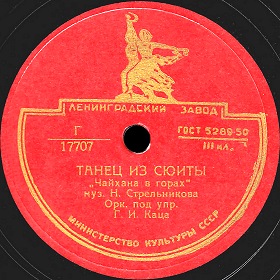 ЛЕНИНГРАДСКИЙ ЗАВОД
Г
17707
ГОСТ 5289-50
III кл.
ТАНЕЦ ИЗ СЮИТЫ
„Чайхана в горах"
муз. Н. Стрельникова
Орк. под упр.
Г. И. Каца
МИНИСТЕРСТВО КУЛЬТУРЫ СССР